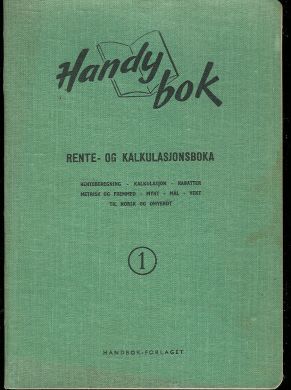 Handy
bok
RENTE- OG KALKULASJONSBOKA
RENTEBEREGNING - KALKULASJON - RABATTER
METRISK OG FREMMED - MYNT - MÅL - VEKT
TIL NORSK OG OMVENDT
1
HANDBOK-FORLAGET